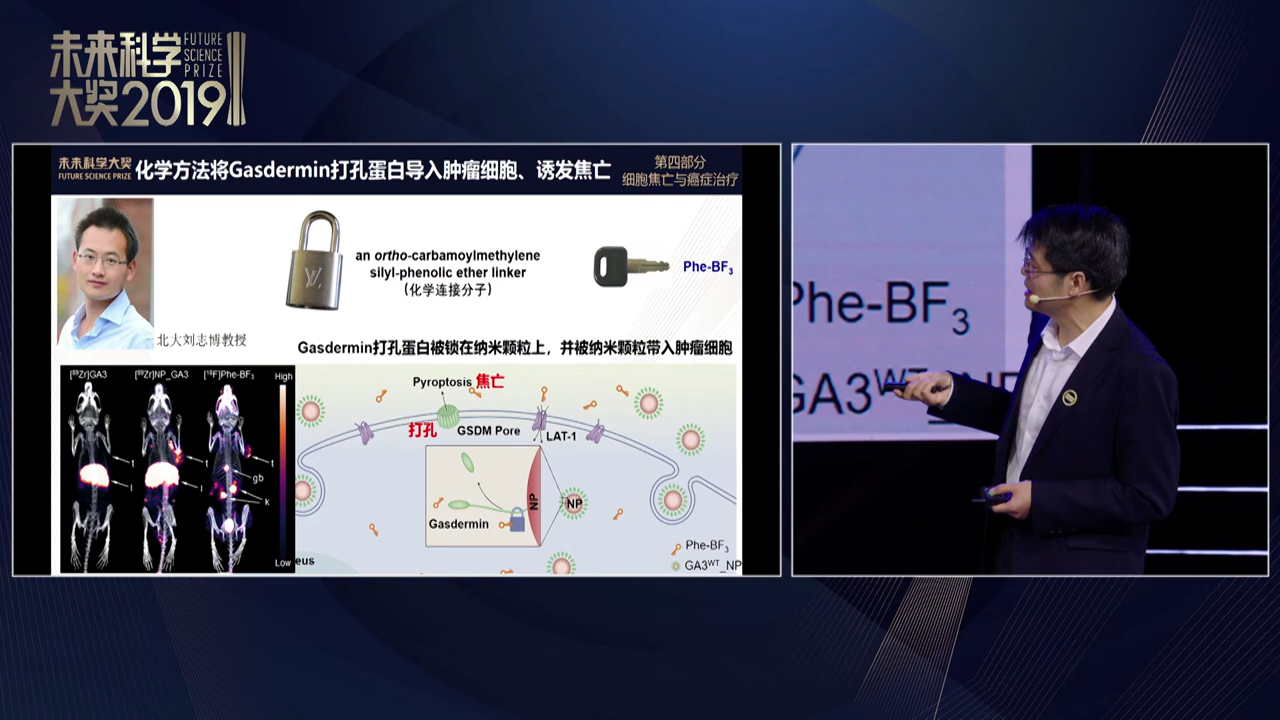 未来科学
大奖2019
FUTURE
SCIENCE
PRIZE
未来科学大奖
FUTURE SCIENCE PRIZE
化学方法将Gasdermin打孔蛋白导入肿瘤细胞、诱发焦亡
第四部分
细胞焦亡与癌症治疗
an ortho-carbamoylmethylene
silyl-phenolic ether linker
(化学连接分子)
Phe-BF3
北大刘志博教授
Gasdermin打孔蛋白被锁在纳米颗粒上，并被纳米颗粒带入肿瘤细胞
[89Zr]GA3
[89Zr]NP_GA3
[18F]Phe-BF3
High
t
l
t
l
t
gb
k
Low
Pyroptosis 焦亡
打孔
GSDM Pore
LAT-1
NP
NP
Gasdermin
eus
Phe-BF3
GA3WT_NP
Phe-BF3
GA3WT_NP